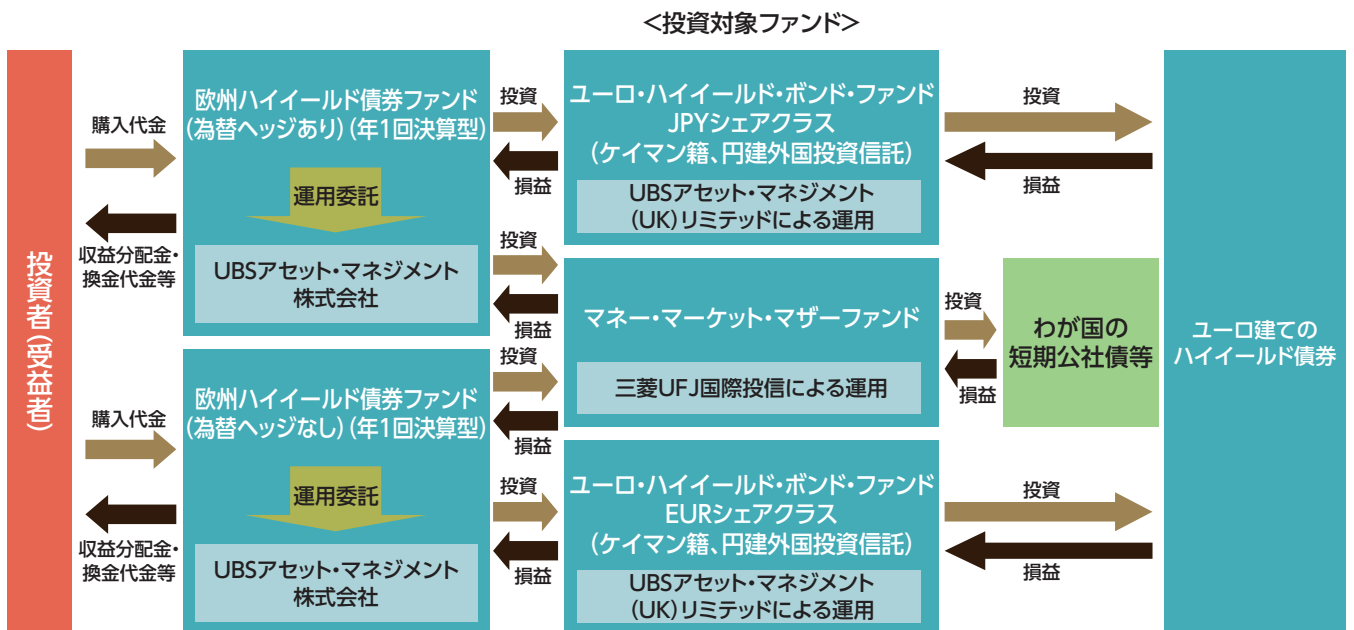 ＜投資対象ファンド＞
投資者（受益者）
購入代金
収益分配金・
換金代金等
購入代金
収益分配金・
換金代金等
欧州ハイイールド債券ファンド
（為替ヘッジあり）（年1回決算型）
運用委託
UBSアセット・マネジメント
株式会社
欧州ハイイールド債券ファンド
（為替ヘッジなし）（年1回決算型）
運用委託
UBSアセット・マネジメント
株式会社
投資
損益
投資
損益
投資
損益
投資
損益
ユーロ・ハイイールド・ボンド・ファンド
JPYシェアクラス
（ケイマン籍、円建外国投資信託）
UBSアセット・マネジメント
（UK）リミテッドによる運用
マネー・マーケット・マザーファンド
三菱UFJ国際投信による運用
ユーロ・ハイイールド・ボンド・ファンド
EURシェアクラス
（ケイマン籍、円建外国投資信託）
UBSアセット・マネジメント
（UK）リミテッドによる運用
投資
損益
投資
損益
わが国の
短期公社債等
投資
損益
ユーロ建ての
ハイイールド債券